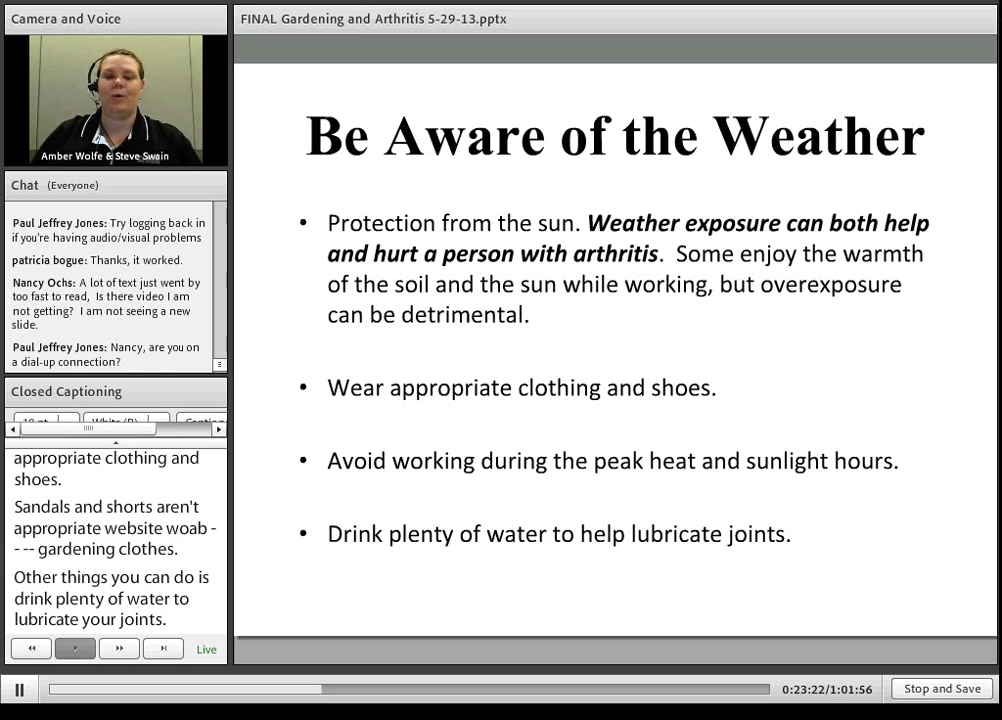 Camera and Voice
Amber Wolfe & Steve Swain
Chat (Everyone)
Paul Jeffrey Jones: Try logging back in
if you're having audio/visual problems
patricia bogue: Thanks, it worked.
Nancy Ochs: A lot of text just went by
too fast to read, Is there video I am
not getting? I am not seeing a new
slide.
Paul Jeffrey Jones: Nancy, are you on
a dial-up connection?
Closed Captioning
appropriate clothing and
shoes.
Sandals and shorts aren't
appropriate website woab -
- -- gardening clothes.
Other things you can do is
drink plenty of water to
lubricate your joints.
Live
FINAL Gardening and Arthritis 5-29-13.pptx
Be Aware of the Weather
• Protection from the sun. Weather exposure can both help
and hurt a person with arthritis. Some enjoy the warmth
of the soil and the sun while working, but overexposure
can be detrimental.
• Wear appropriate clothing and shoes.
• Avoid working during the peak heat and sunlight hours.
• Drink plenty of water to help lubricate joints.
0:23:22/1:01:56
Stop and Save